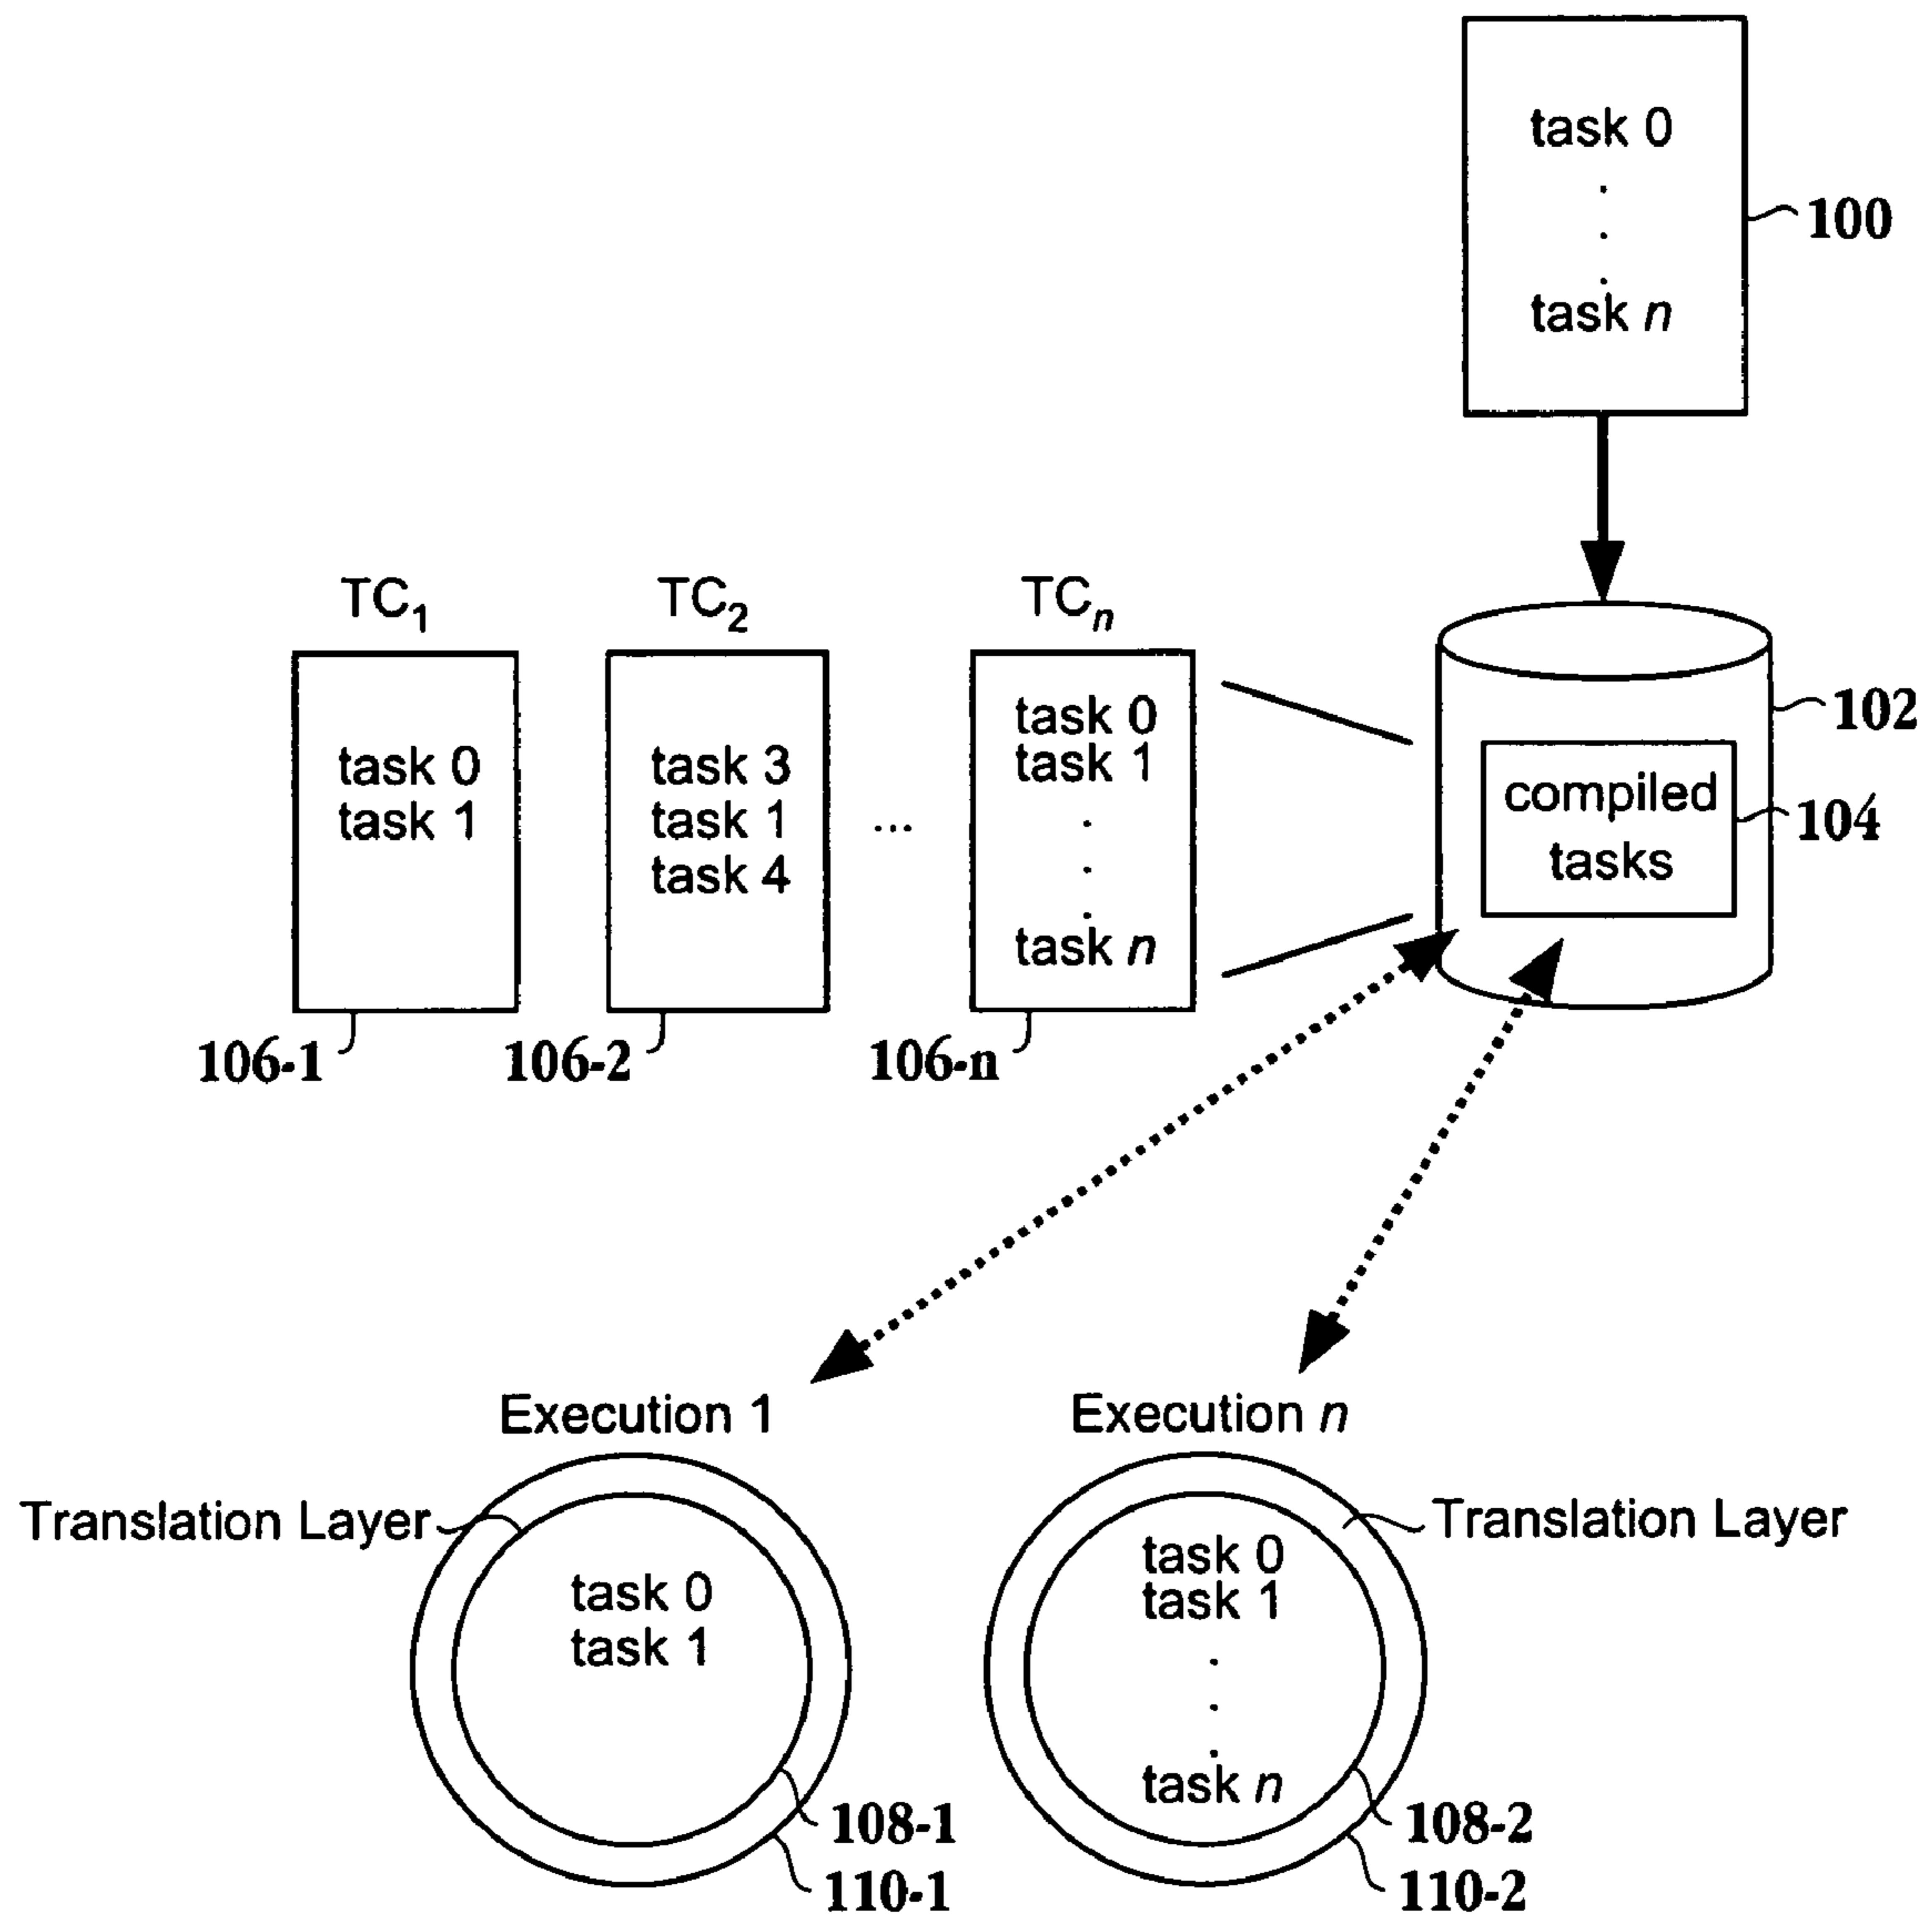 task 0
.
.
.
task n
100
TC1
TC2
TCn
task 0
task 1
106-1
task 3
task 1
task 4
106-2
...
task 0
task 1
.
.
.
task n
106-n
102
compiled
tasks
104
Execution 1
Translation Layer
task 0
task 1
108-1
110-1
Execution n
Translation Layer
task 0
task 1
.
.
.
task n
108-2
110-2